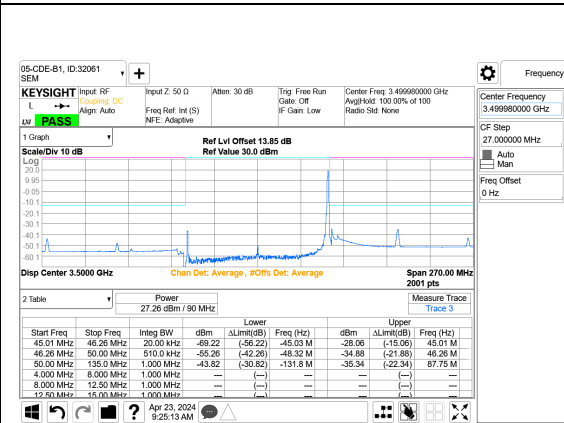 05-CDE-B1, ID:32061
SEM
Frequency
KEYSIGHT
L
LXI PASS
Input: RF
Coupling: DC
Align: Auto
Input Z: 50 Ω
Freq Ref: Int (S)
NFE: Adaptive
Atten: 30 dB
Trig: Free Run
Gate: Off
IF Gain: Low
Center Freq: 3.499980000 GHz
Avg|Hold: 100.00% of 100
Radio Std: None
Center Frequency
3.499980000 GHz
CF Step
27.000000 MHz
Auto
Man
Freq Offset
0 Hz
1 Graph
Scale/Div 10 dB
Ref Lvl Offset 13.85 dB
Ref Value 30.0 dBm
Log
20.0
9.95
-0.05
-10.1
-20.1
-30.1
-40.1
-50.1
-60.1
Disp Center 3.5000 GHz
Chan Det: Average, #Offs Det: Average
Span 270.00 MHz
2001 pts
2 Table
Power
27.26 dBm / 90 MHz
Measure Trace
Trace 3
Lower Upper
Start Freq Stop Freq Integ BW dBm ΔLimit(dB) Freq (Hz) dBm ΔLimit(dB) Freq (Hz)
45.01 MHz 46.26 MHz 20.00 kHz -69.22 (-56.22) -45.03 M -28.06 (-15.06) 45.01 M
46.26 MHz 50.00 MHz 510.0 kHz -55.26 (-42.26) -48.32 M -34.88 (-21.88) 46.26 M
50.00 MHz 135.0 MHz 1.000 MHz -43.82 (-30.82) -131.8 M -35.34 (-22.34) 87.75 M
4.000 MHz 8.000 MHz 1.000 MHz --- (---) --- --- (---) ---
8.000 MHz 12.50 MHz 1.000 MHz --- (---) --- --- (---) ---
12.50 MHz 15.00 MHz 1.000 MHz --- (---) --- --- (---) ---
?
Apr 23, 2024
9:25:13 AM